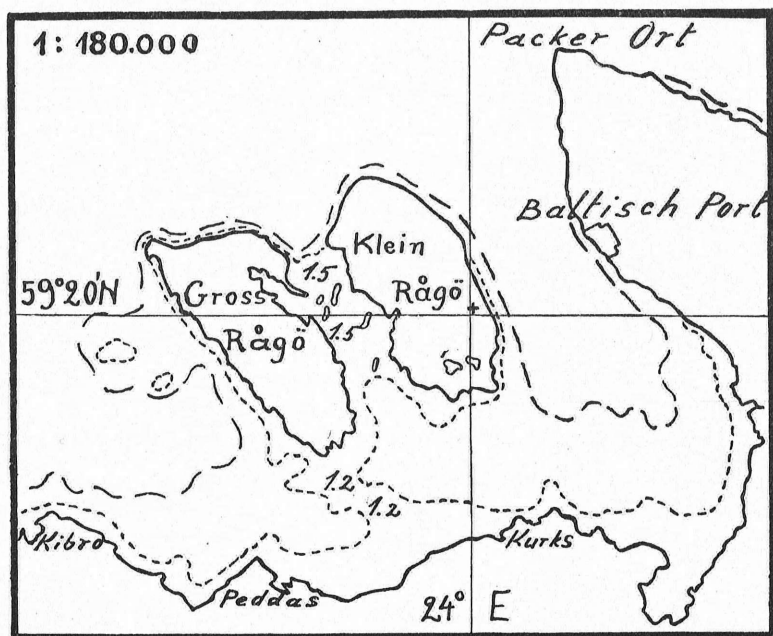 1:180.000
Packer Ort
Baltisch Port
Klein
1.5
59°20'N
Gross
Rågö
1.5
Rågö
1.2
1.2
Kibro
Kurks
Peddas
24° E